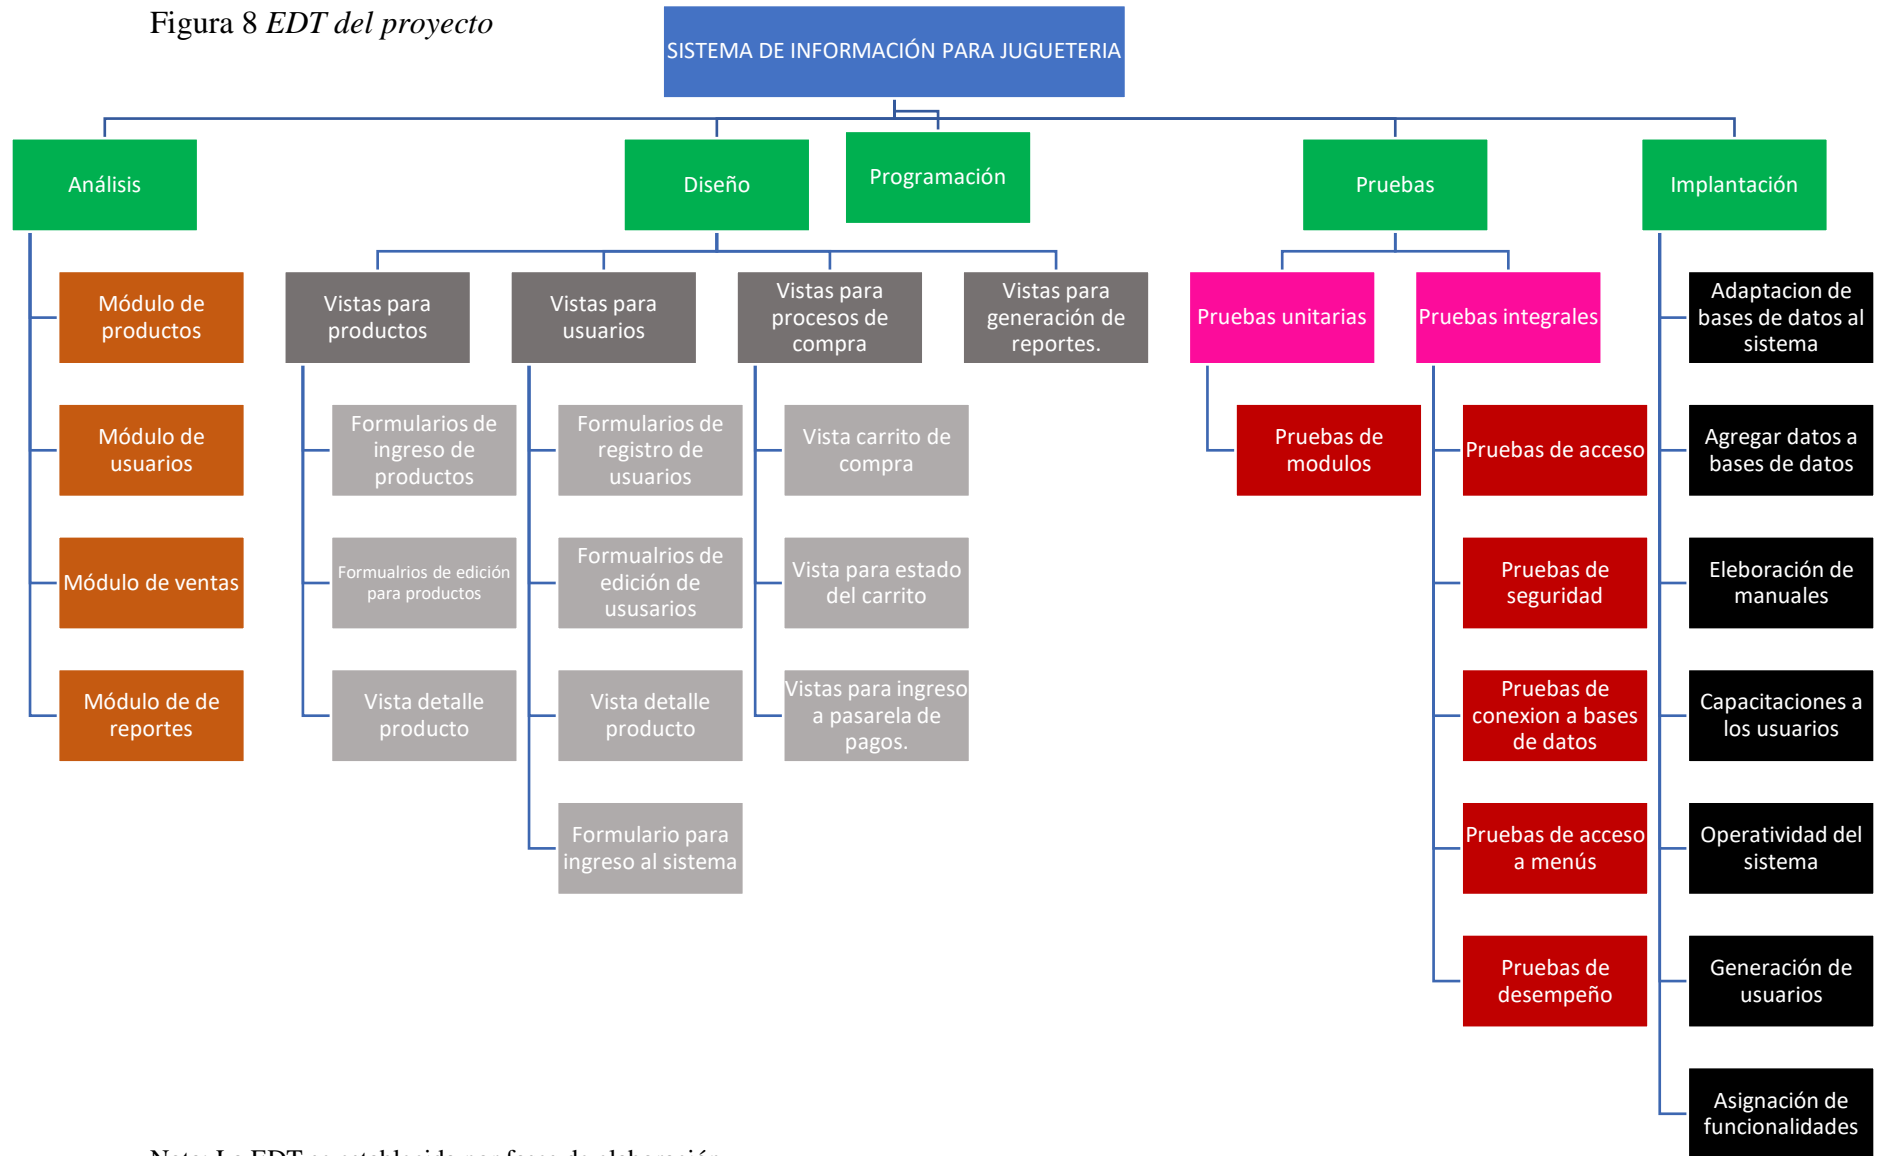 Figura 8 EDT del proyecto
SISTEMA DE INFORMACIÓN PARA JUGUETERIA
Análisis
Diseño
Programación
Pruebas
Implantación
Módulo de
productos
Módulo de
usuarios
Módulo de ventas
Módulo de de
reportes
Vistas para
productos
Formularios de
ingreso de
productos
Formualrios de edición
para productos
Vista detalle
producto
Vistas para
usuarios
Formularios de
registro de
usuarios
Formualrios de
edición de
ususarios
Vista detalle
producto
Formulario para
ingreso al sistema
Vistas para
procesos de
compra
Vista carrito de
compra
Vista para estado
del carrito
Vistas para ingreso
a pasarela de
pagos.
Vistas para
generación de
reportes.
Pruebas unitarias
Pruebas de
modulos
Pruebas integrales
Pruebas de acceso
Pruebas de
seguridad
Pruebas de
conexion a bases
de datos
Pruebas de acceso
a menús
Pruebas de
desempeño
Adaptacion de
bases de datos al
sistema
Agregar datos a
bases de datos
Eleboración de
manuales
Capacitaciones a
los usuarios
Operatividad del
sistema
Generación de
usuarios
Asignación de
funcionalidades